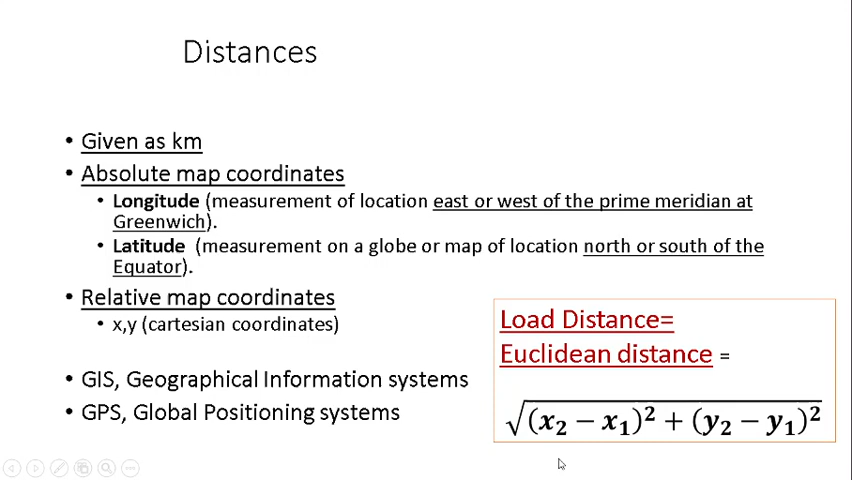 Distances
• Given as km
• Absolute map coordinates
• Longitude (measurement of location east or west of the prime meridian at
Greenwich).
• Latitude (measurement on a globe or map of location north or south of the
Equator).
• Relative map coordinates
• x,y (cartesian coordinates)
• GIS, Geographical Information systems
• GPS, Global Positioning systems
Load Distance=
Euclidean distance =
√(x₂ − x₁)² + (y₂ − y₁)²